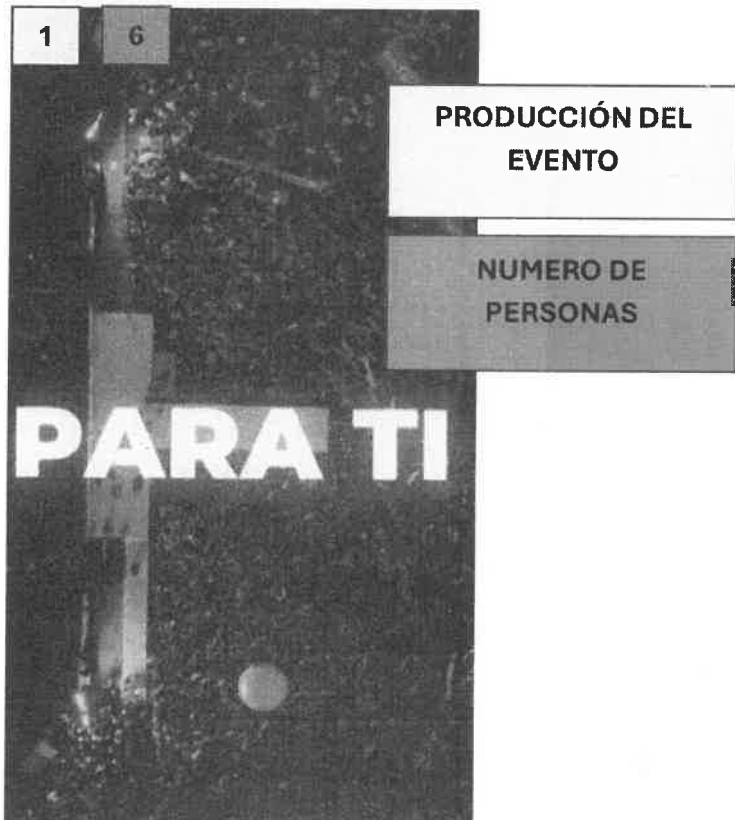 1 6
PRODUCCIÓN DEL
EVENTO
NUMERO DE
PERSONAS
PARA TI